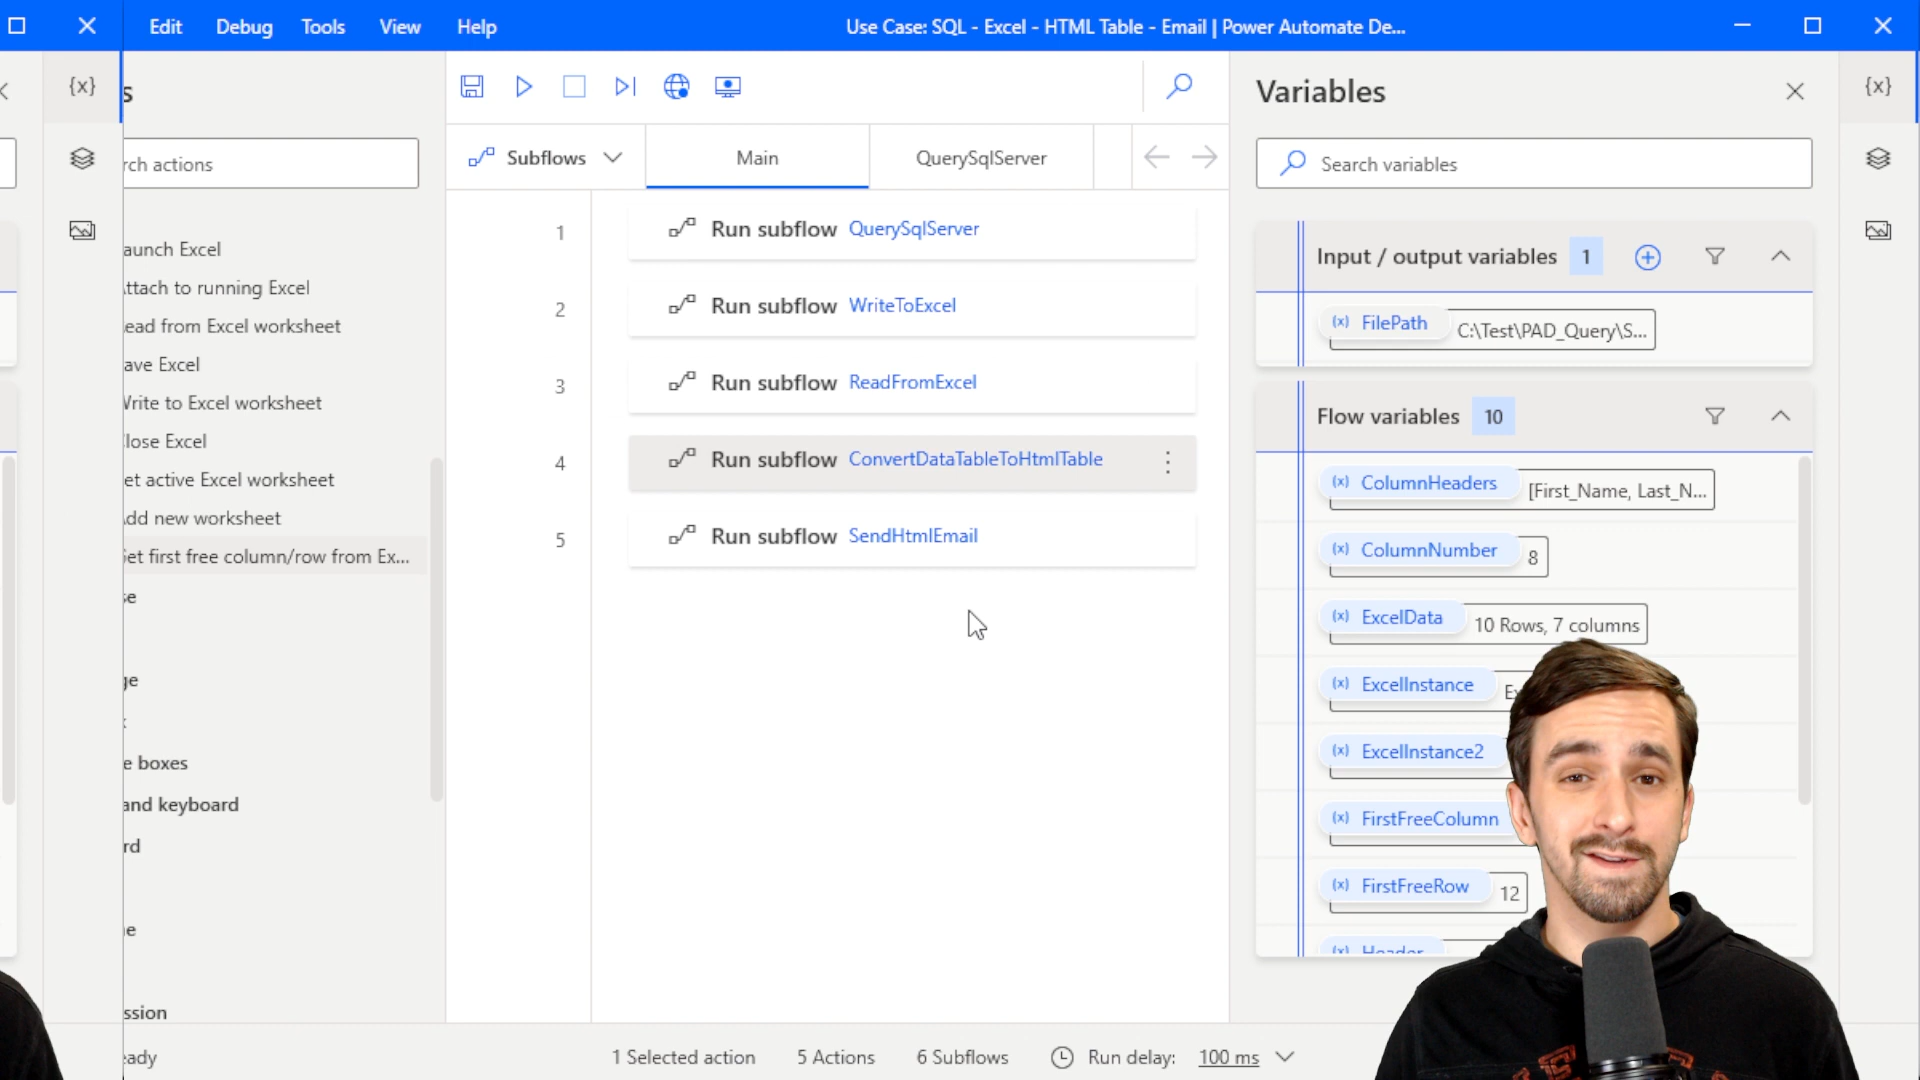 Edit Debug Tools View Help
Use Case: SQL - Excel - HTML Table - Email | Power Automate De...
{x}
s
rch actions
aunch Excel
ttach to running Excel
ead from Excel worksheet
ave Excel
Vrite to Excel worksheet
lose Excel
et active Excel worksheet
dd new worksheet
et first free column/row from Ex...
se
ge
e boxes
and keyboard
rd
e
ssion
eady
Subflows
Main
QuerySqlServer
1 Run subflow QuerySqlServer
2 Run subflow WriteToExcel
3 Run subflow ReadFromExcel
4 Run subflow ConvertDataTableToHtmlTable
5 Run subflow SendHtmlEmail
1 Selected action 5 Actions 6 Subflows Run delay: 100 ms
Variables
{x}
Search variables
Input / output variables 1
(x) FilePath C:\Test\PAD_Query\S...
Flow variables 10
(x) ColumnHeaders [First_Name, Last_N...
(x) ColumnNumber 8
(x) ExcelData 10 Rows, 7 columns
(x) ExcelInstance Ex
(x) ExcelInstance2
(x) FirstFreeColumn
(x) FirstFreeRow 12
(x) Header